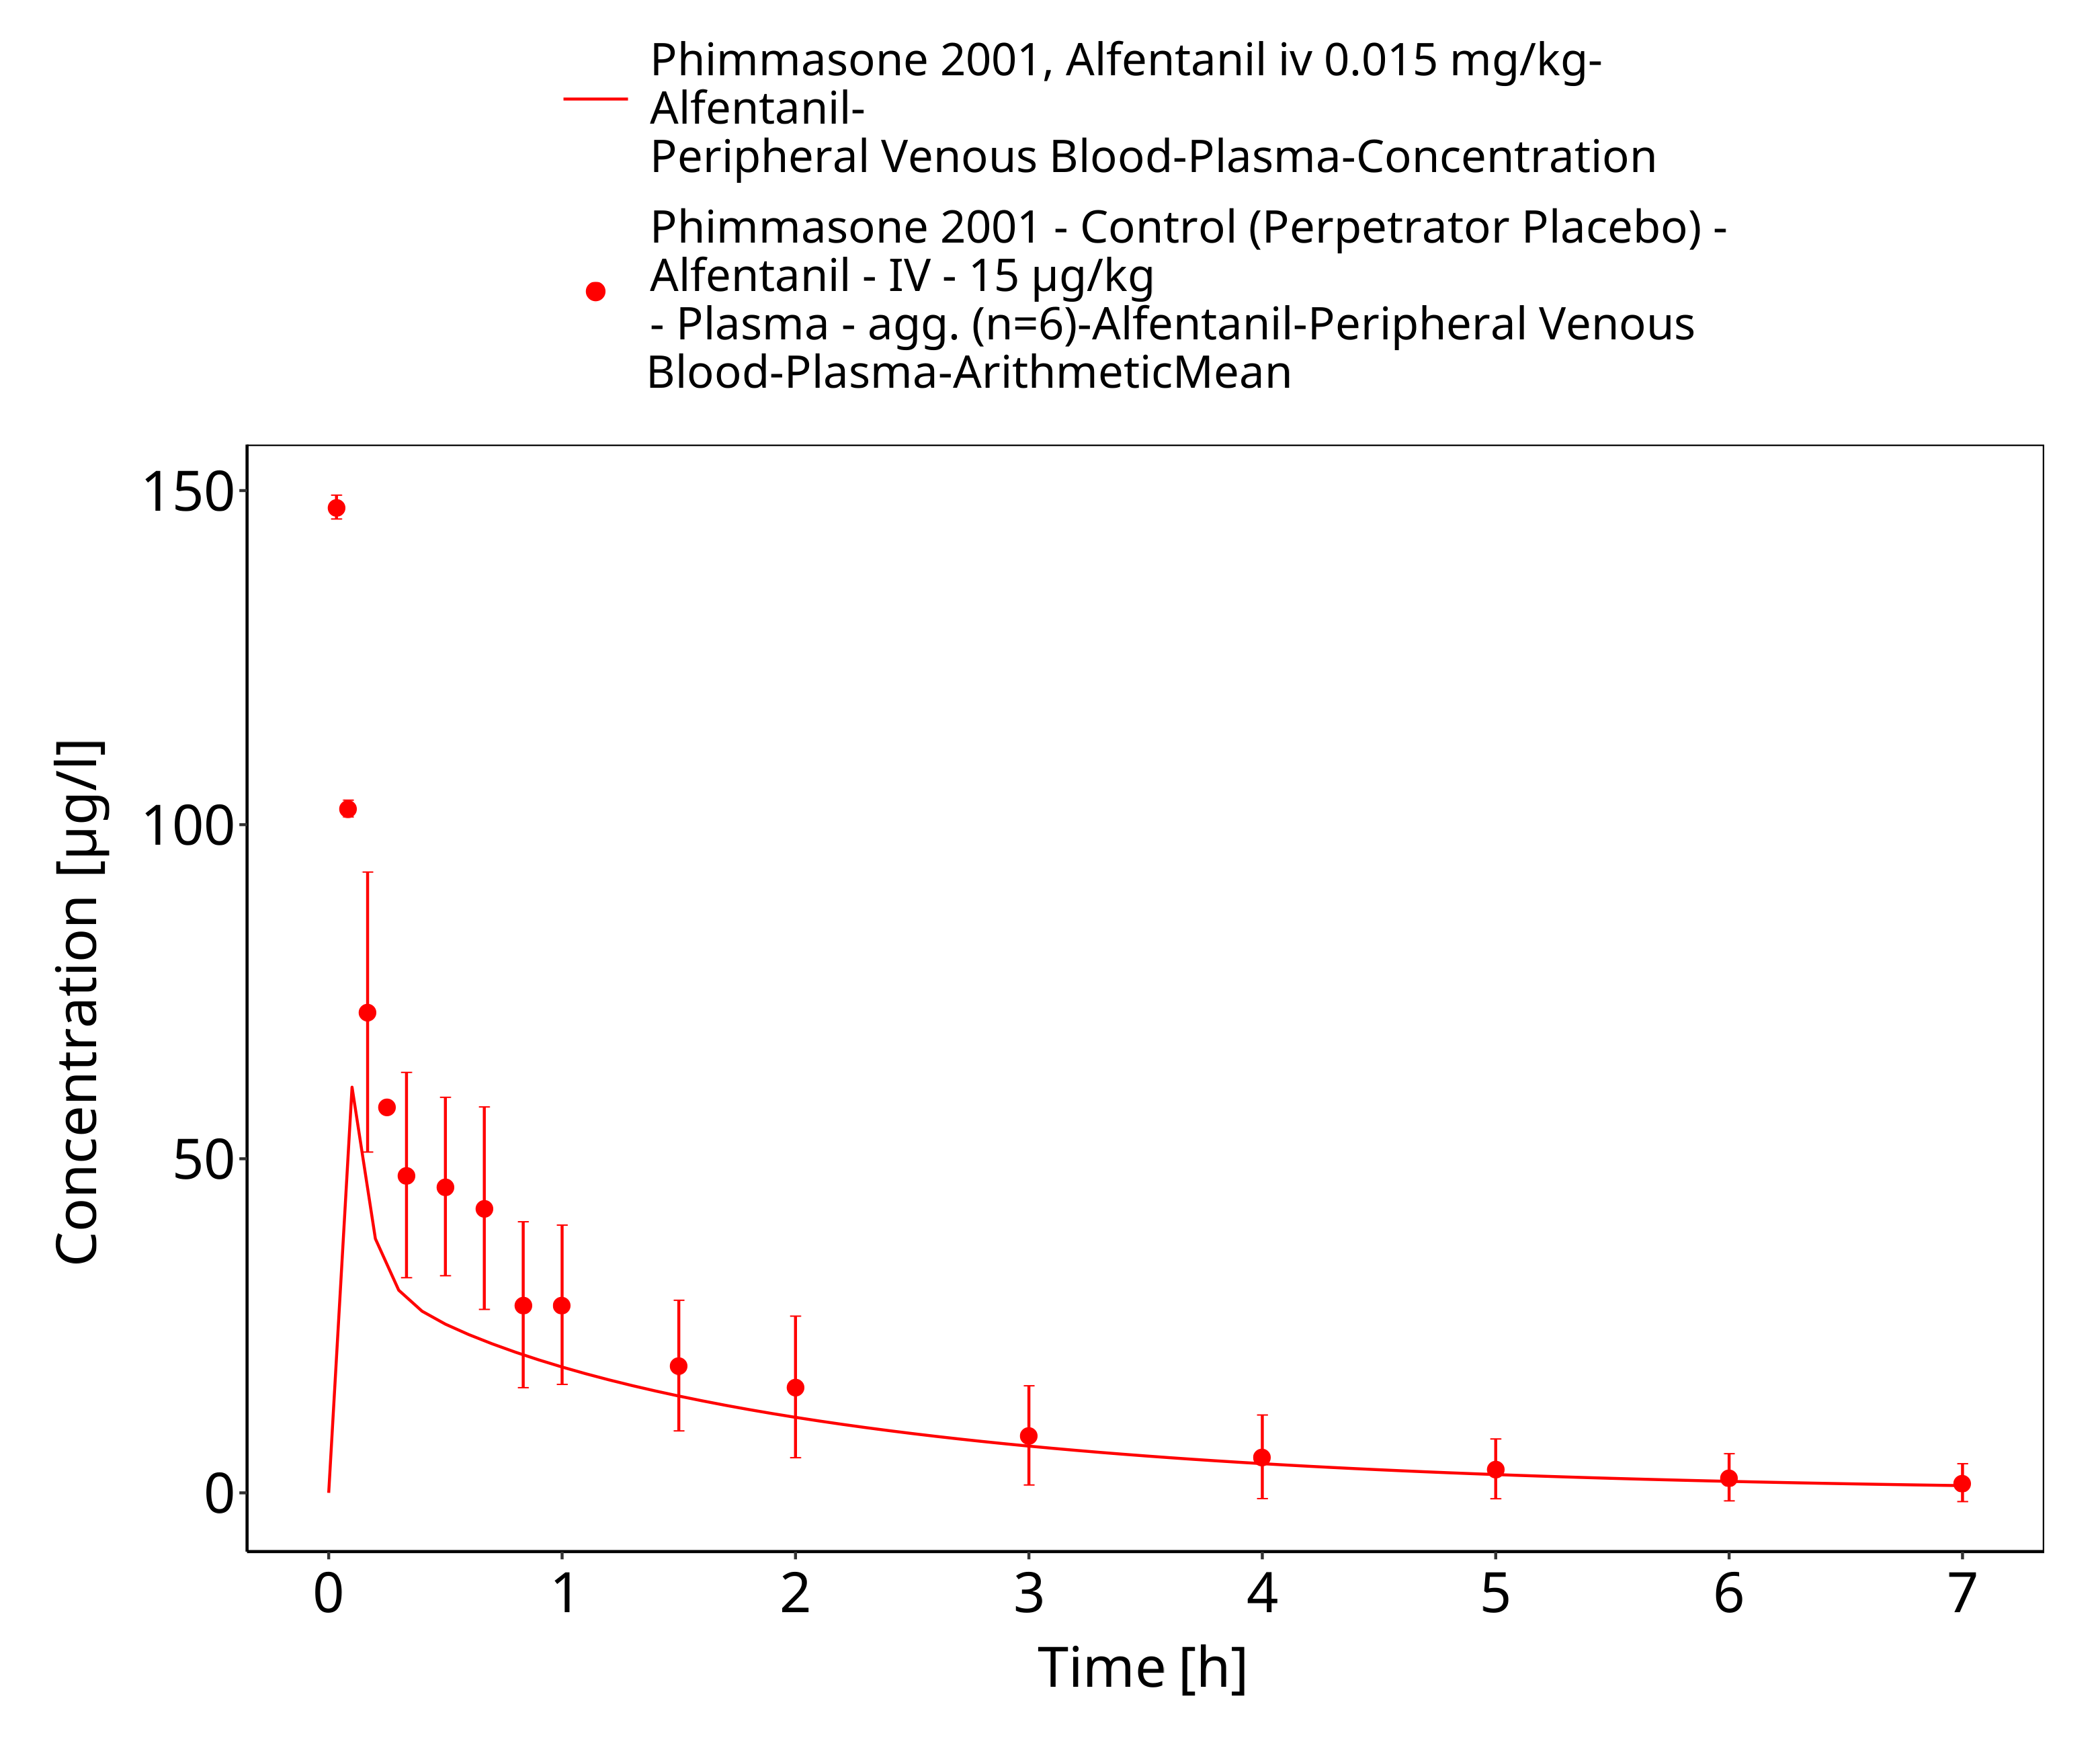 Phimmasone 2001, Alfentanil iv 0.015 mg/kg-
Alfentanil-
Peripheral Venous Blood-Plasma-Concentration
Phimmasone 2001 - Control (Perpetrator Placebo) -
Alfentanil - IV - 15 µg/kg
- Plasma - agg. (n=6)-Alfentanil-Peripheral Venous
Blood-Plasma-ArithmeticMean
Concentration [µg/l]
150
100
50
0
0 1 2 3 4 5 6 7
Time [h]